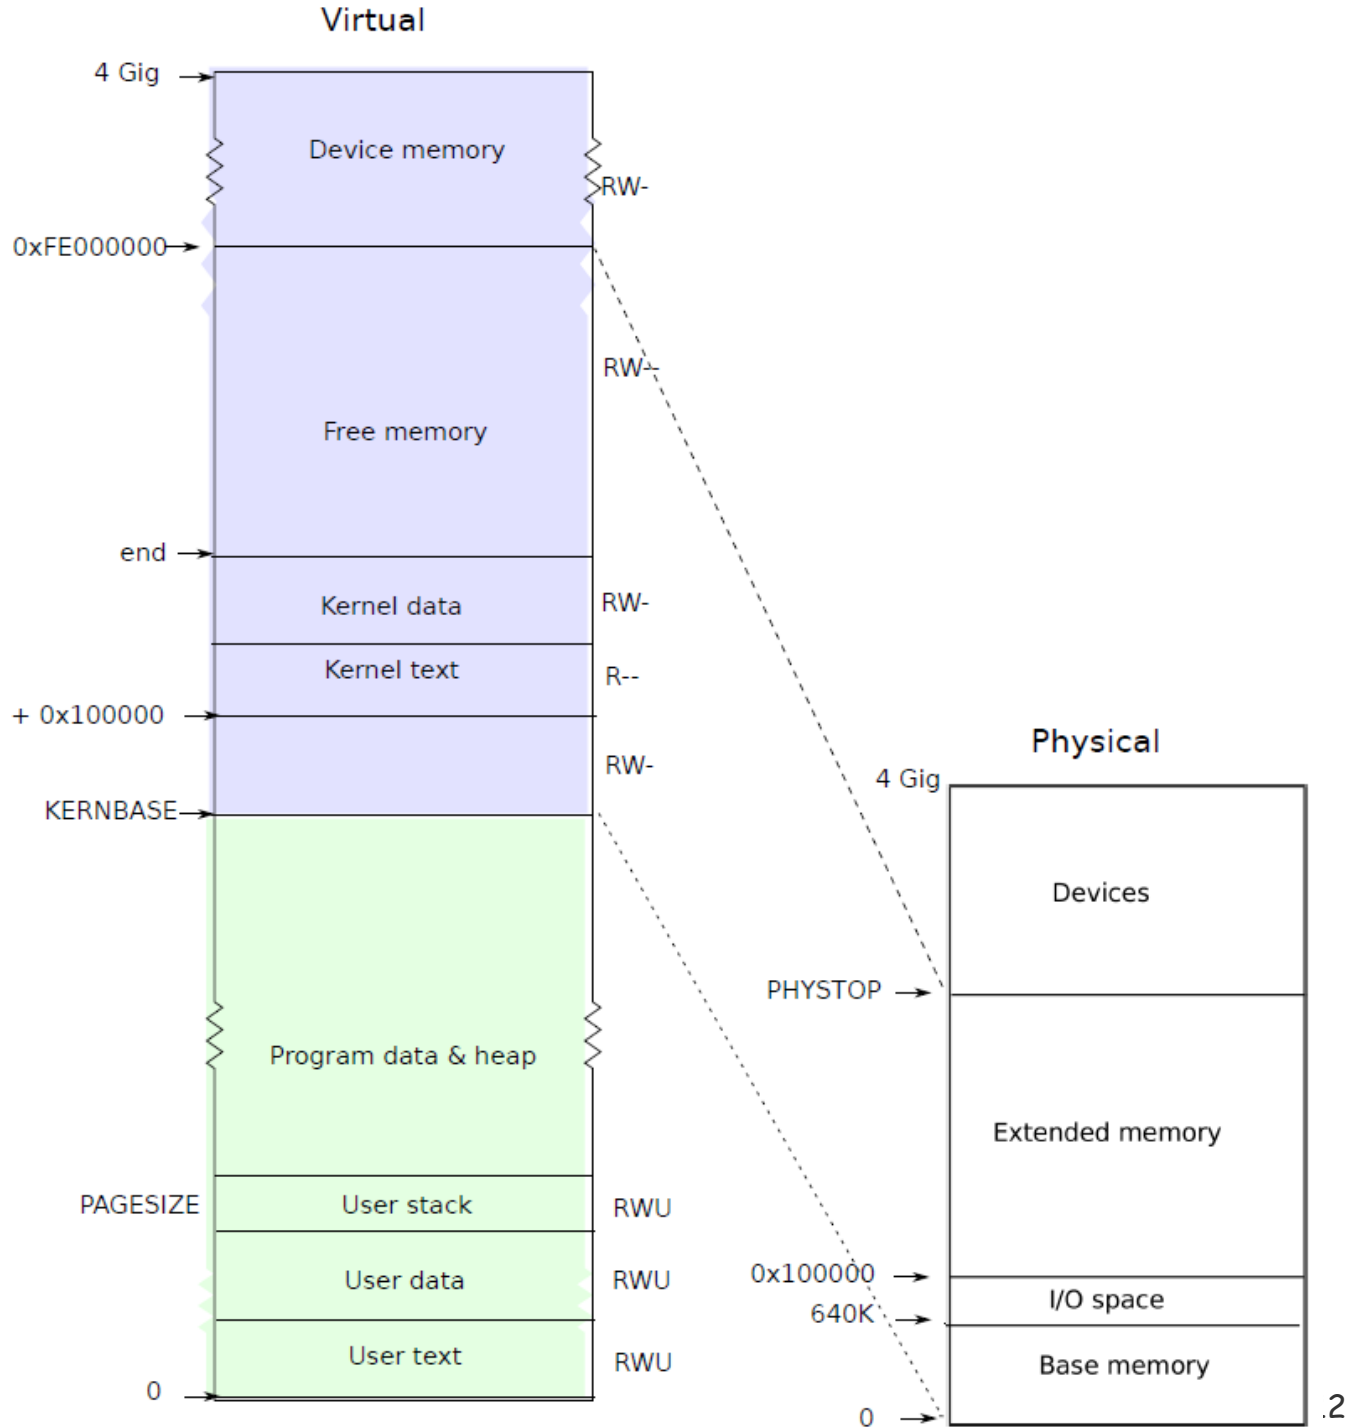 Virtual
4 Gig
Device memory
RW-
0xFE000000
RW--
Free memory
end
Kernel data
RW-
Kernel text
R--
+ 0x100000
RW-
KERNBASE
Program data & heap
PAGESIZE
User stack
RWU
User data
RWU
User text
RWU
0
Physical
4 Gig
Devices
PHYSTOP
Extended memory
0x100000
I/O space
640K
Base memory
0
.2